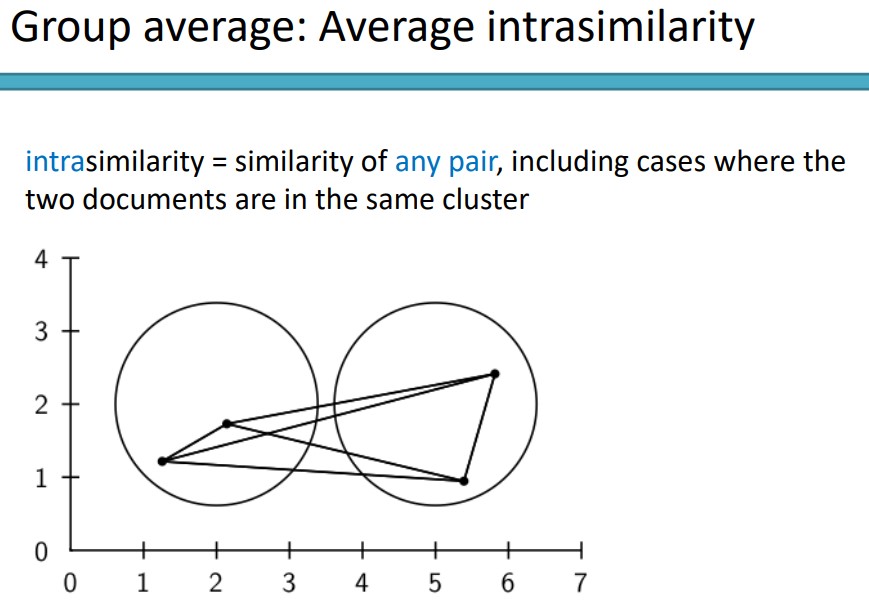 Group average: Average intrasimilarity
intrasimilarity = similarity of any pair, including cases where the
two documents are in the same cluster
4
3
2
1
0
0 1 2 3 4 5 6 7